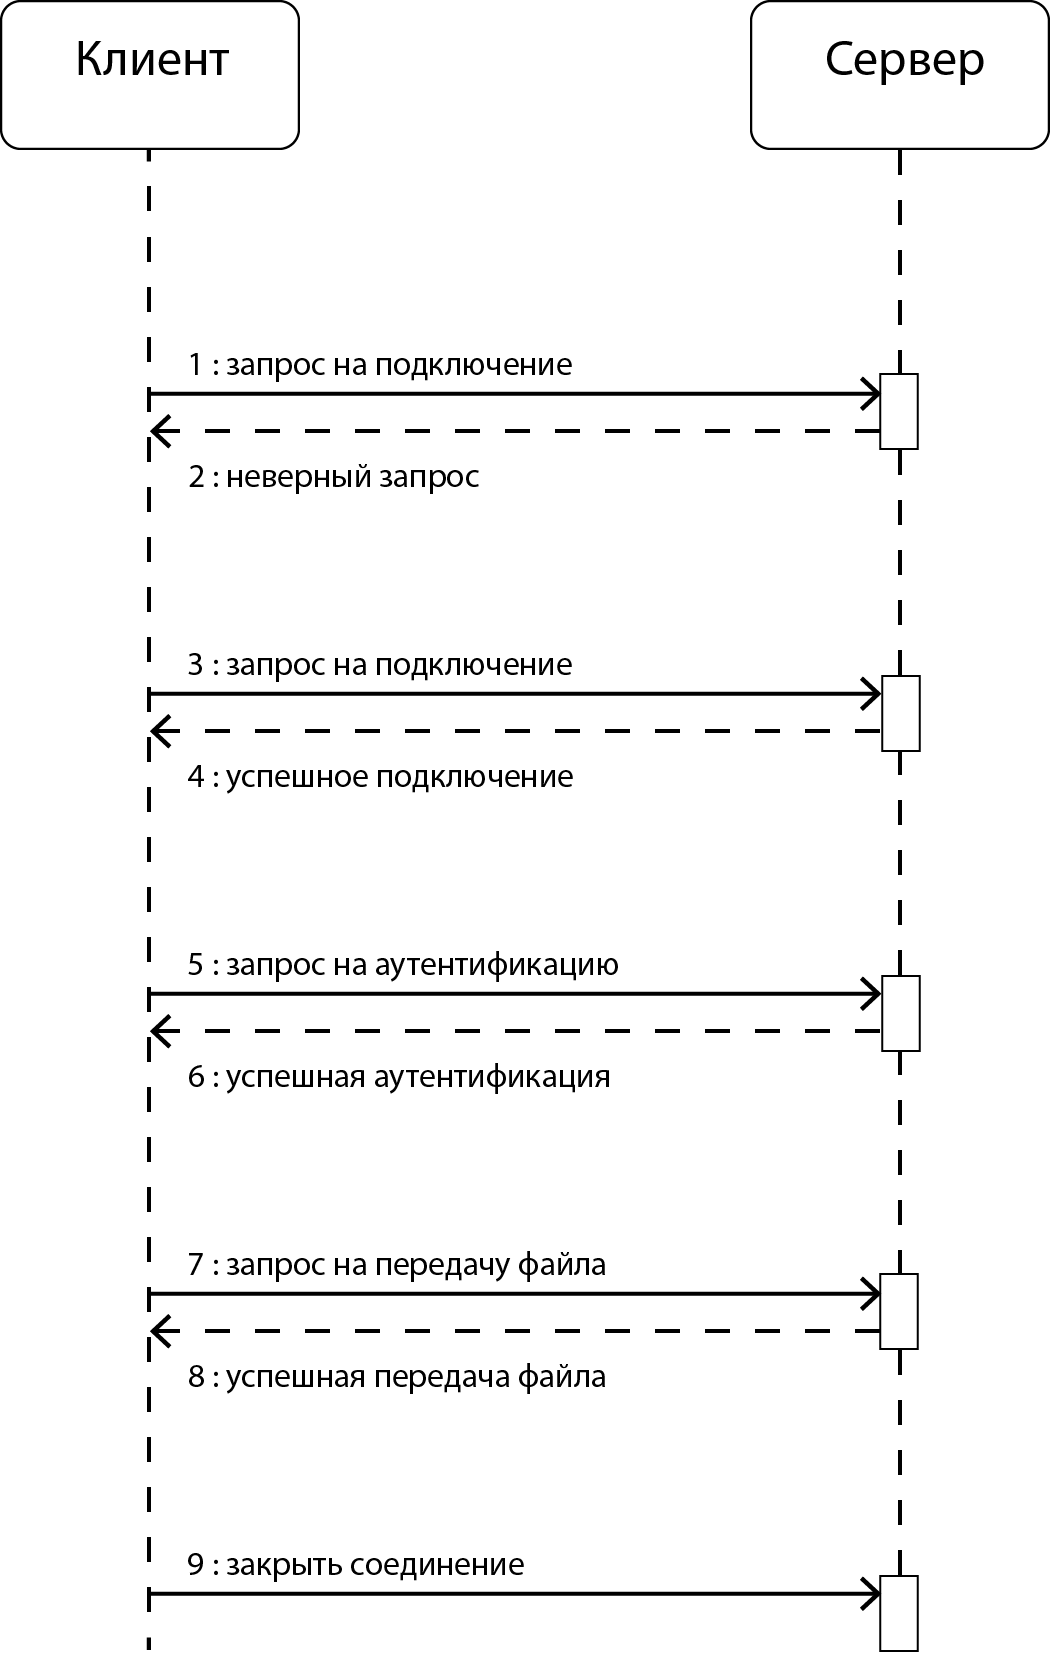 Клиент
Сервер
1 : запрос на подключение
2 : неверный запрос
3 : запрос на подключение
4 : успешное подключение
5 : запрос на аутентификацию
6 : успешная аутентификация
7 : запрос на передачу файла
8 : успешная передача файла
9 : закрыть соединение